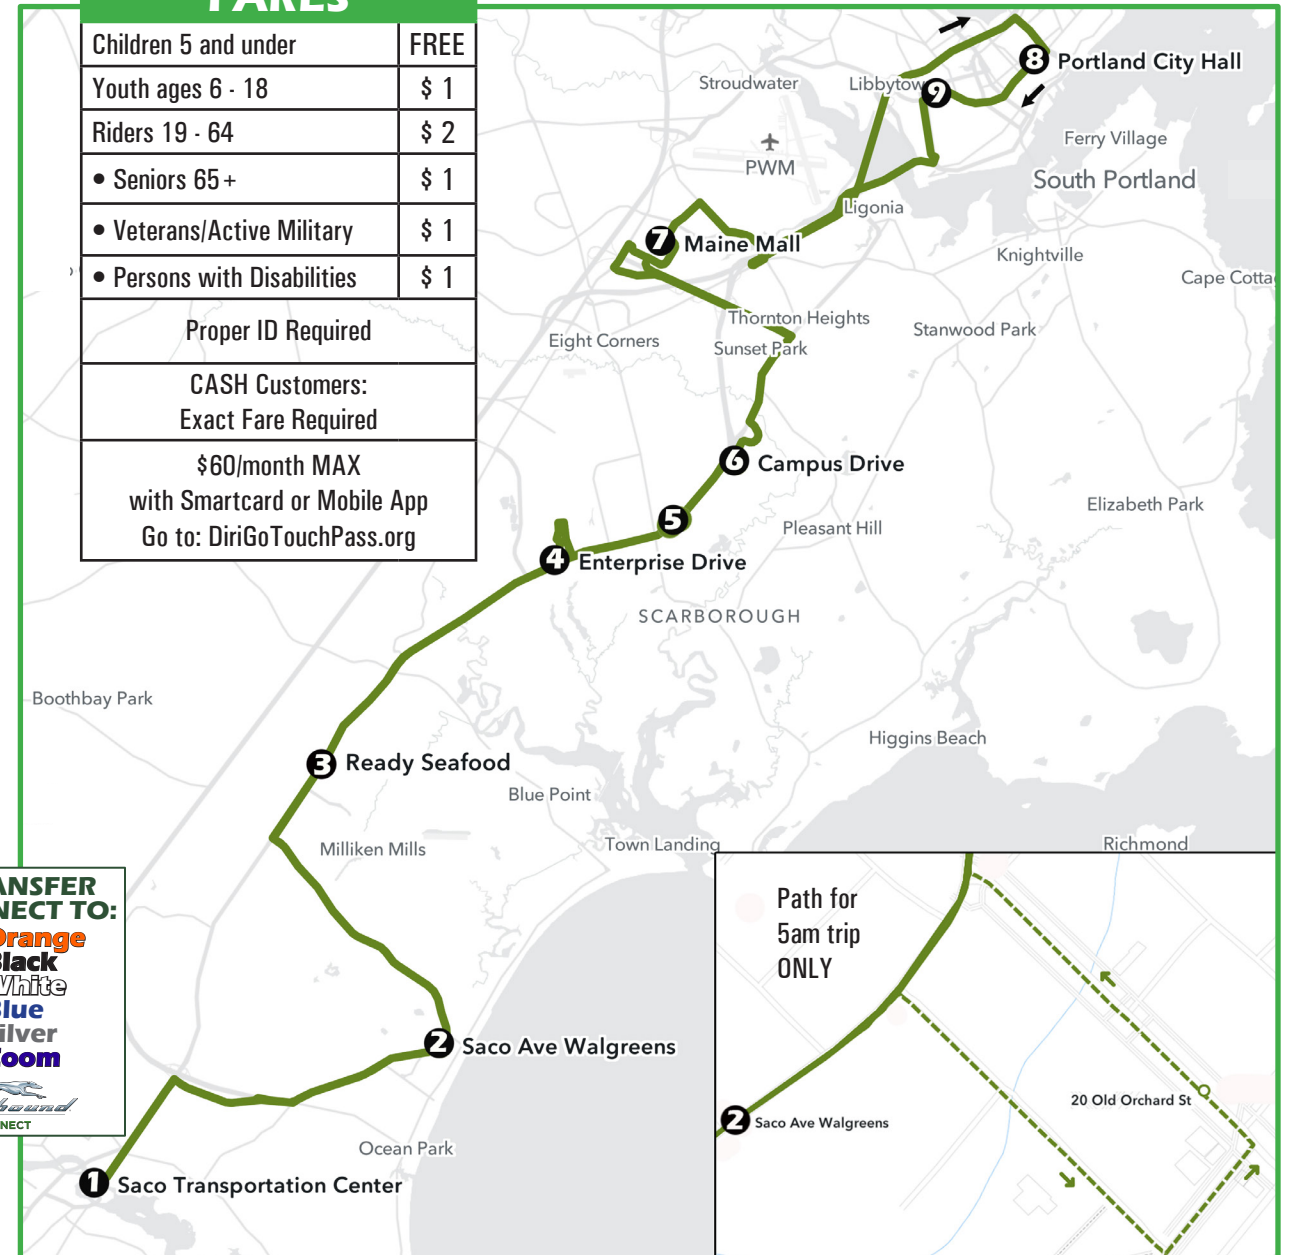 FARES
Children 5 and under FREE
Youth ages 6 - 18 $ 1
Riders 19 - 64 $ 2
• Seniors 65+ $ 1
• Veterans/Active Military $ 1
• Persons with Disabilities $ 1
Proper ID Required
CASH Customers:
Exact Fare Required
$60/month MAX
with Smartcard or Mobile App
Go to: DiriGoTouchPass.org
8 Portland City Hall
Stroudwater
Libbytow
9
Ferry Village
PWM
South Portland
Ligonia
7 Maine Mall
Knightville
Cape Cotta
Thornton Heights
Stanwood Park
Eight Corners
Sunset Park
6 Campus Drive
Elizabeth Park
5
Pleasant Hill
4 Enterprise Drive
SCARBOROUGH
Boothbay Park
Higgins Beach
3 Ready Seafood
Blue Point
Milliken Mills
Town Landing
Richmond
ANSFER
NECT TO:
Orange
Black
White
Blue
ilver
Zoom
hound
NECT
2 Saco Ave Walgreens
Ocean Park
1 Saco Transportation Center
Path for
5am trip
ONLY
20 Old Orchard St
2 Saco Ave Walgreens